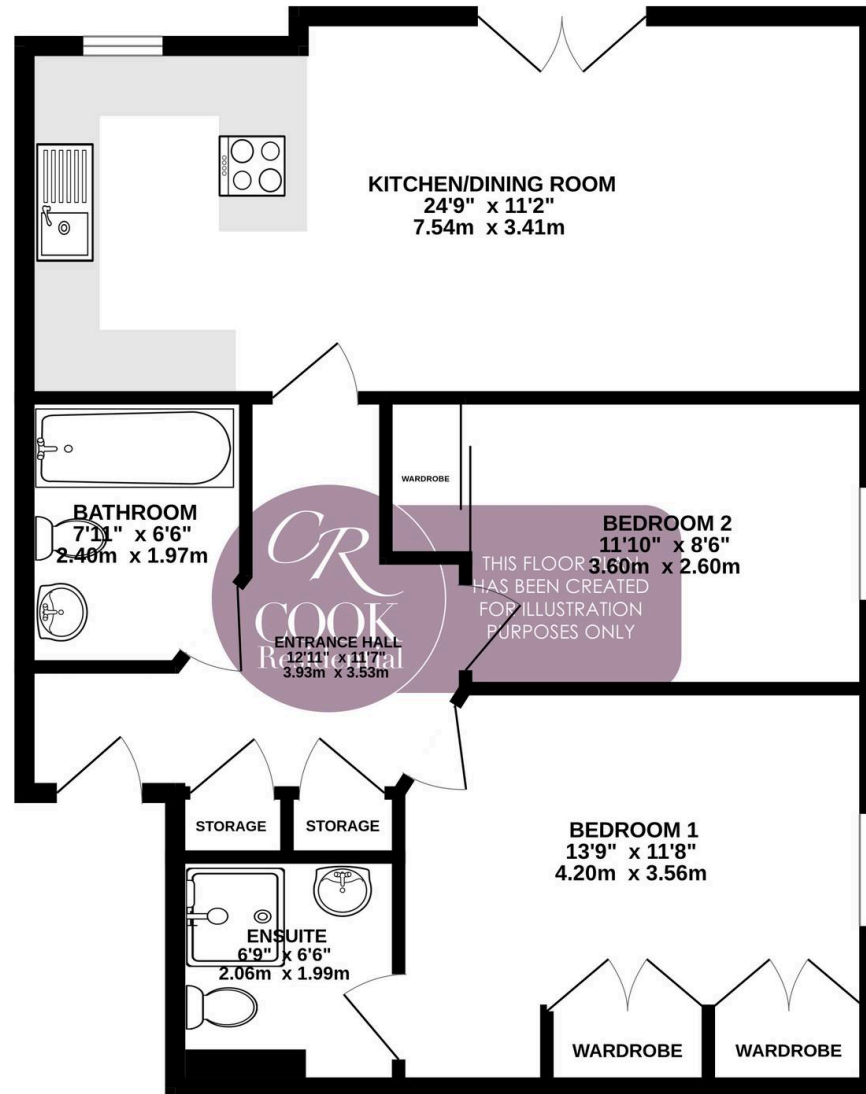 KITCHEN/DINING ROOM
24'9" x 11'2"
7.54m x 3.41m
WARDROBE
BATHROOM
7'11" x 6'6"
2.40m x 1.97m
BEDROOM 2
11'10" x 8'6"
3.60m x 2.60m
CR
COOK
Residential
THIS FLOOR PLAN
HAS BEEN CREATED
FOR ILLUSTRATION
PURPOSES ONLY
ENTRANCE HALL
12'11" x 11'7"
3.93m x 3.53m
STORAGE
STORAGE
BEDROOM 1
13'9" x 11'8"
4.20m x 3.56m
ENSUITE
6'9" x 6'6"
2.06m x 1.99m
WARDROBE
WARDROBE